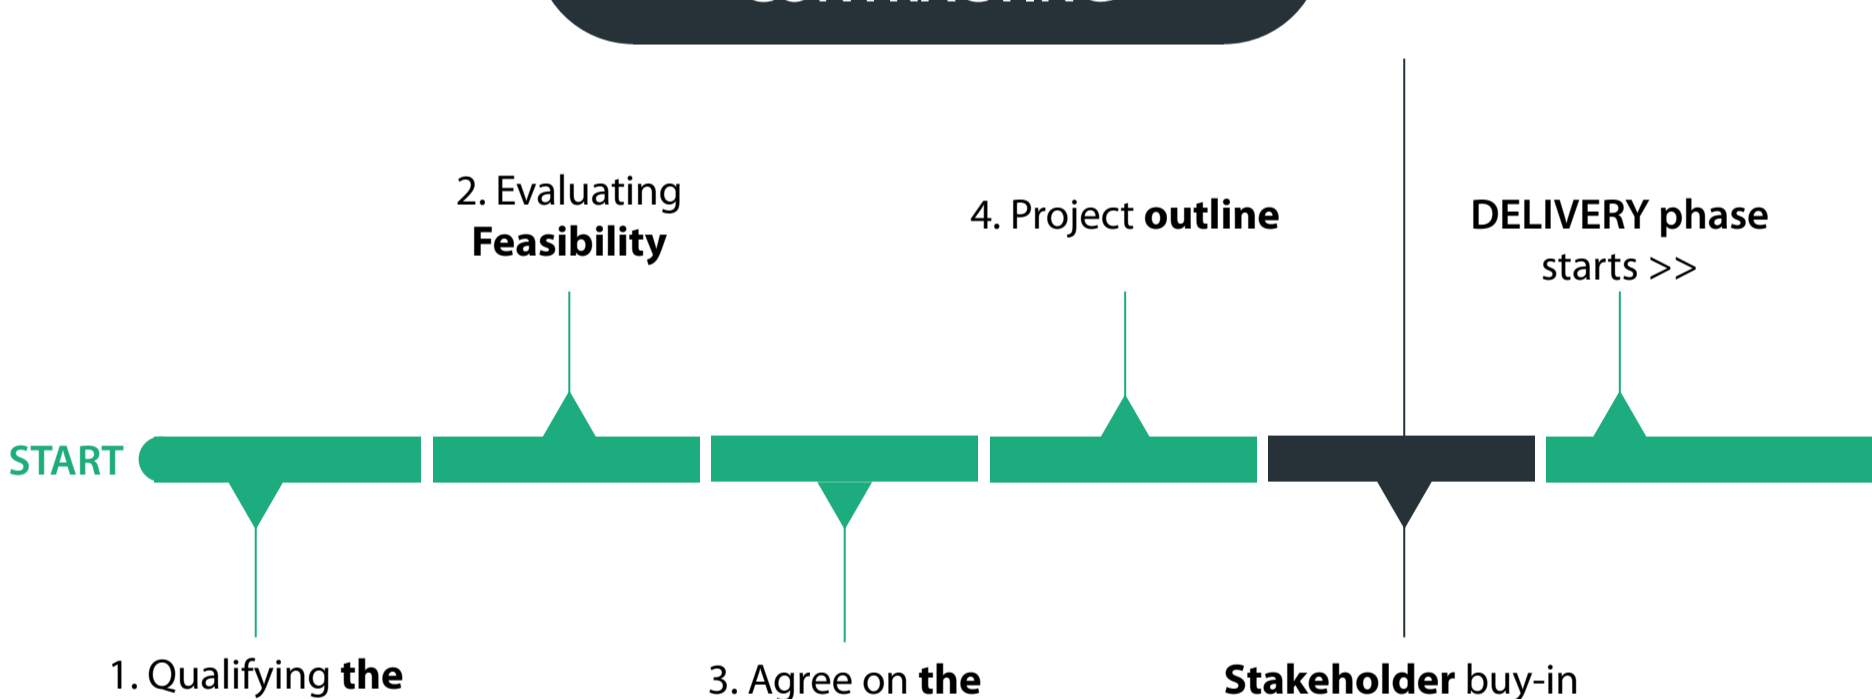 2. Evaluating
Feasibility
4. Project outline
DELIVERY phase
starts >>
START
1. Qualifying the
3. Agree on the
Stakeholder buy-in